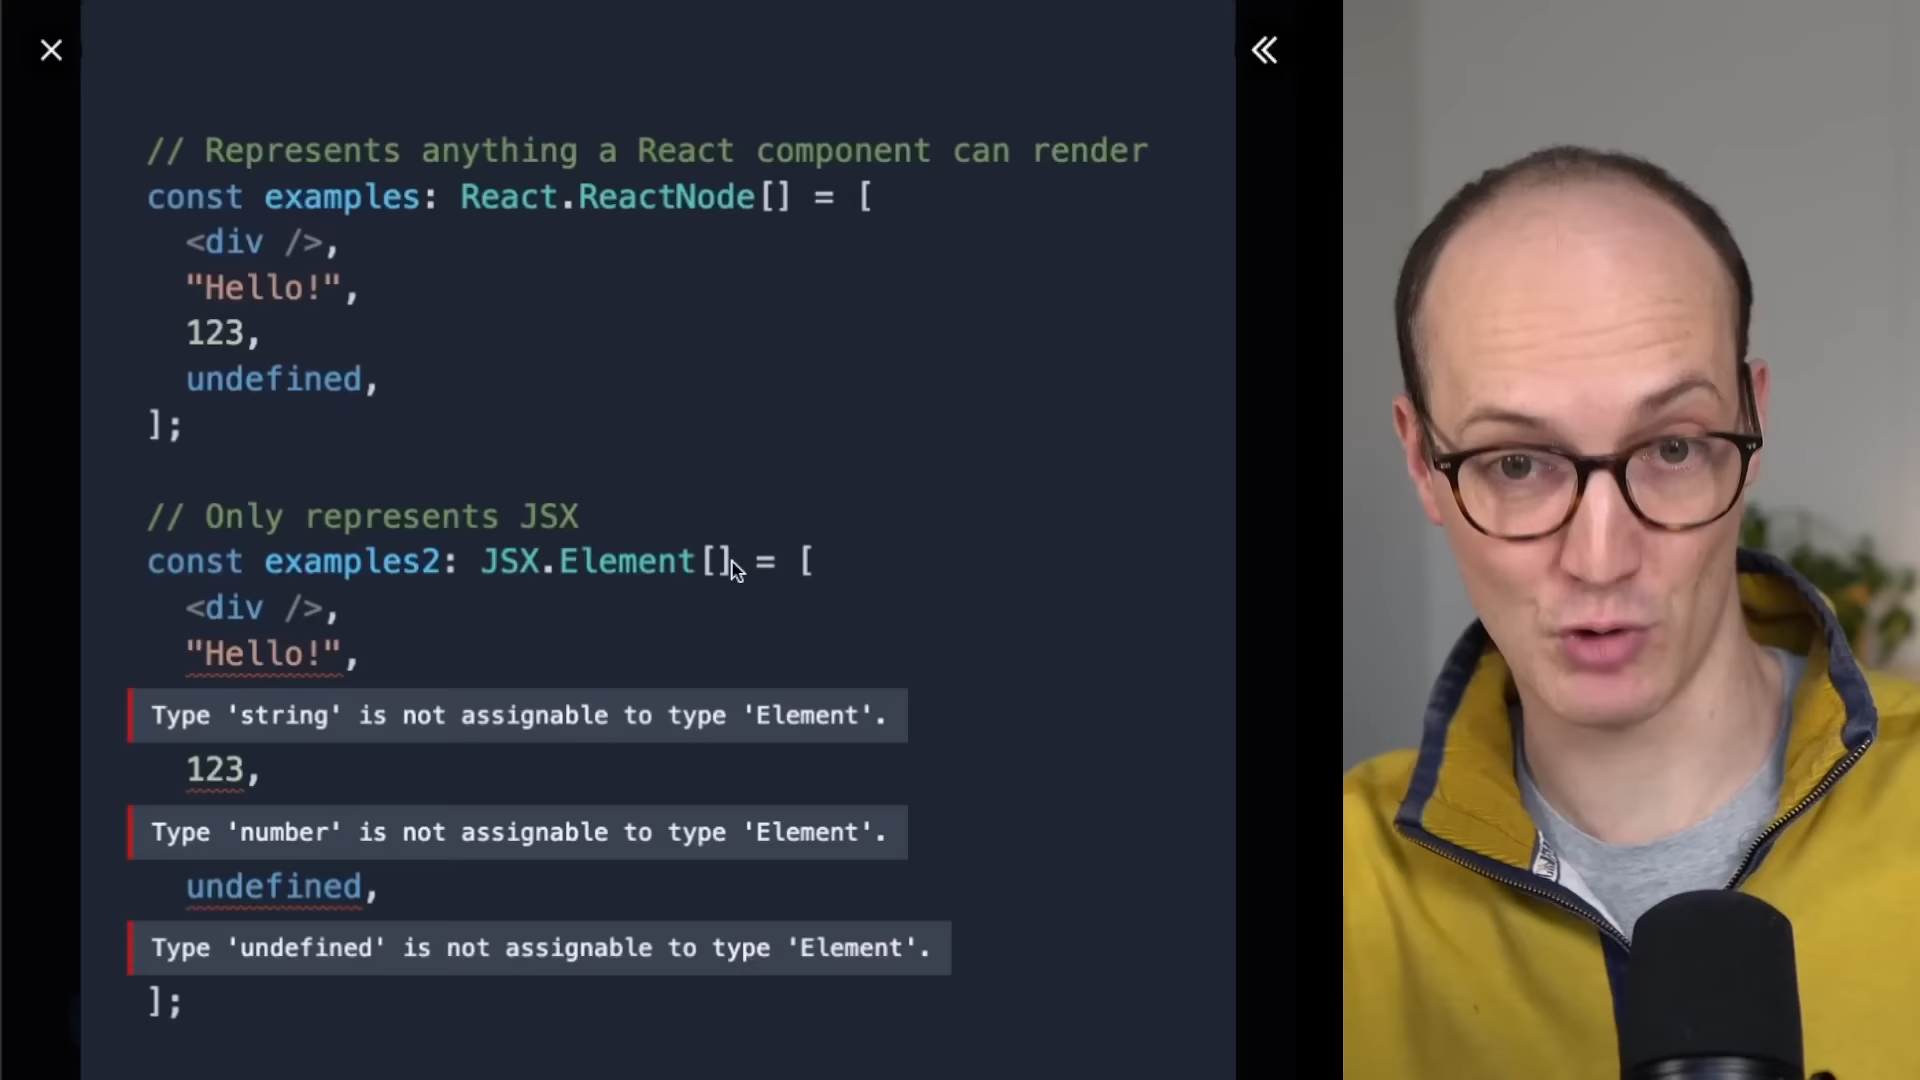 // Represents anything a React component can render
const examples: React.ReactNode[] = [
  <div />,
  "Hello!",
  123,
  undefined,
];
// Only represents JSX
const examples2: JSX.Element[] = [
  <div />,
  "Hello!",
Type 'string' is not assignable to type 'Element'.
  123,
Type 'number' is not assignable to type 'Element'.
  undefined,
Type 'undefined' is not assignable to type 'Element'.
];